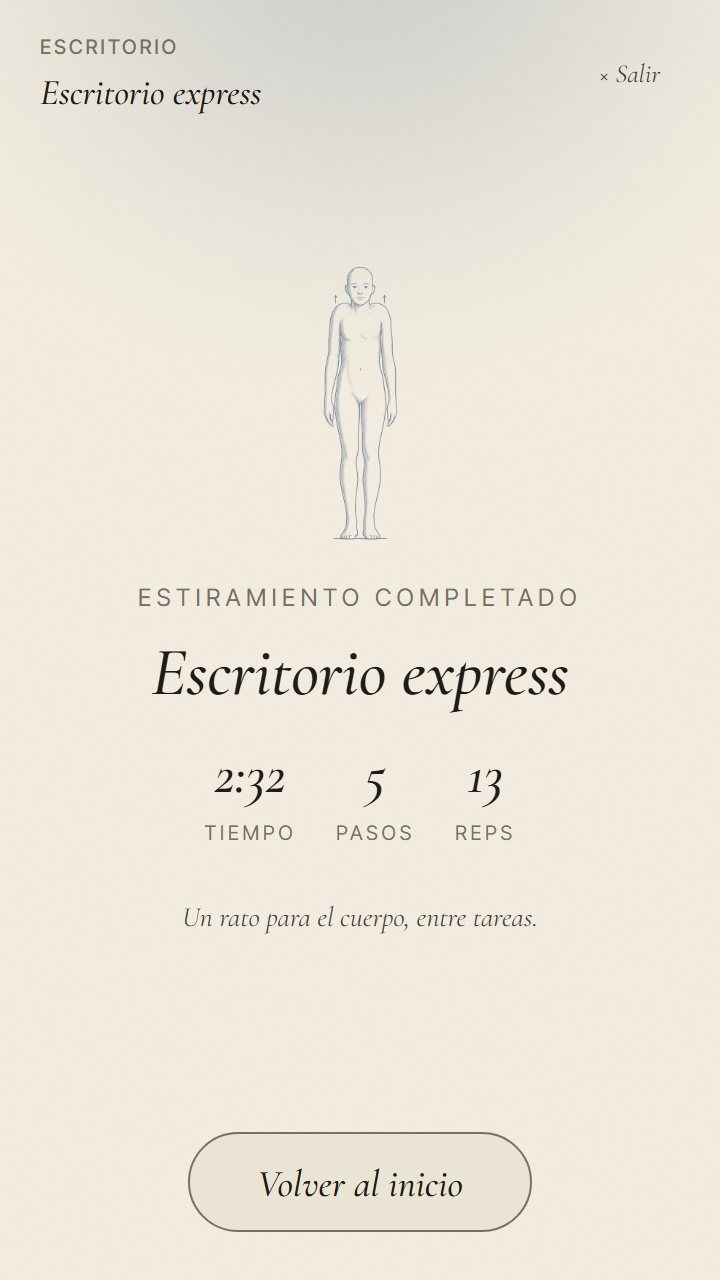 ESCRITORIO
Escritorio express
× Salir
ESTIRAMIENTO COMPLETADO
Escritorio express
2:32 5 13
TIEMPO PASOS REPS
Un rato para el cuerpo, entre tareas.
Volver al inicio